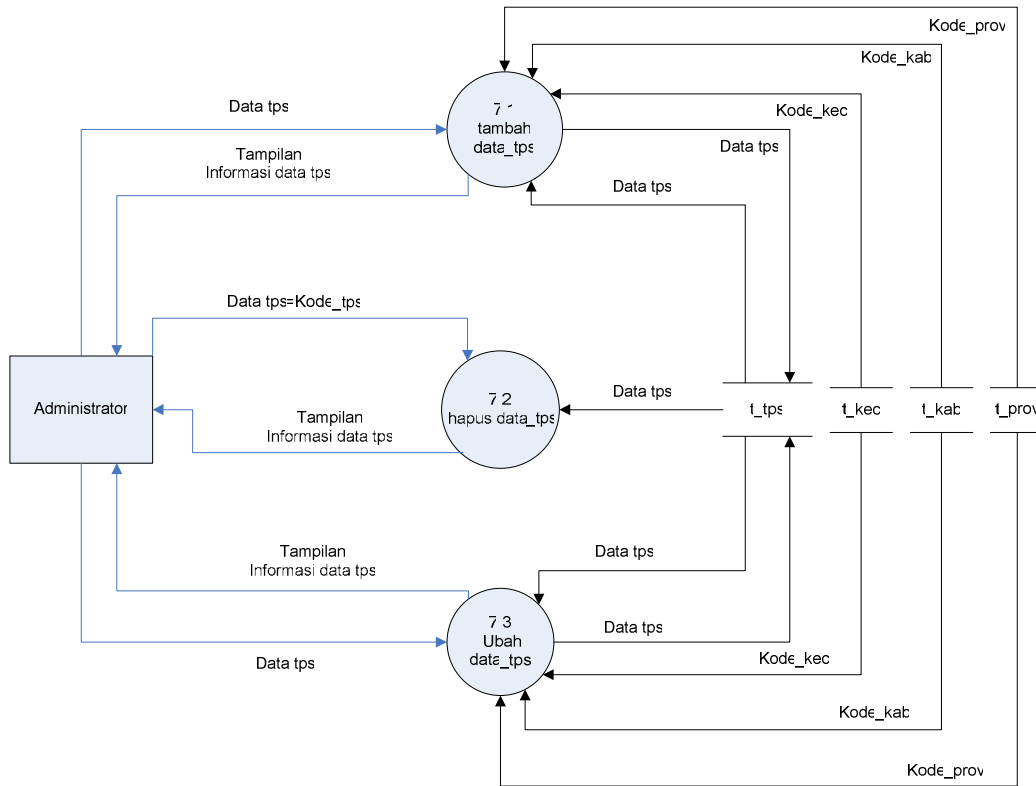 Kode_prov
Kode_kab
Kode_kec
Data tps
7.1
tambah
data_tps
Data tps
Tampilan
Informasi data tps
Data tps
Data tps=Kode_tps
Administrator
7.2
hapus data_tps
Data tps
t_tps
t_kec
t_kab
t_prov
Tampilan
Informasi data tps
Tampilan
Informasi data tps
Data tps
7.3
Ubah
data_tps
Data tps
Data tps
Kode_kec
Kode_kab
Kode_prov